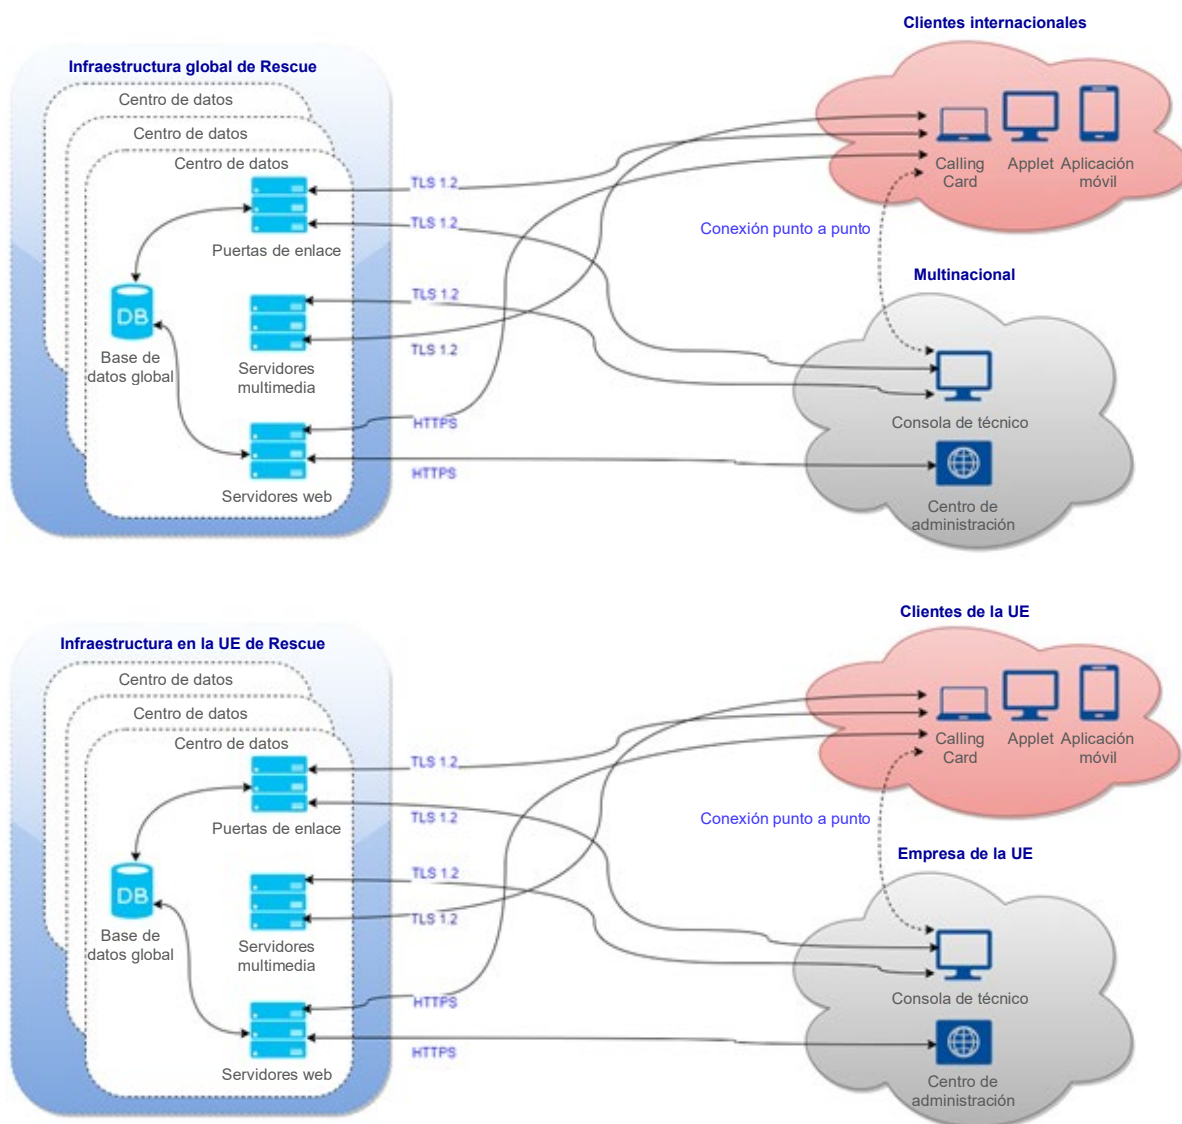 Clientes internacionales
Infraestructura global de Rescue
Centro de datos
Centro de datos
Centro de datos
TLS 1.2
Calling
Card
Applet
Aplicación
móvil
TLS 1.2
Conexión punto a punto
Puertas de enlace
Multinacional
TLS 1.2
DB
TLS 1.2
Base de
datos global
Servidores
multimedia
HTTPS
Consola de técnico
HTTPS
Servidores web
Centro de
administración
Clientes de la UE
Infraestructura en la UE de Rescue
Centro de datos
Centro de datos
Centro de datos
Calling
Card
Applet
Aplicación
móvil
TLS 1.2
TLS 1.2
Conexión punto a punto
Puertas de enlace
Empresa de la UE
TLS 1.2
DB
TLS 1.2
Base de
datos global
Servidores
multimedia
HTTPS
Consola de técnico
HTTPS
Servidores web
Centro de
administración